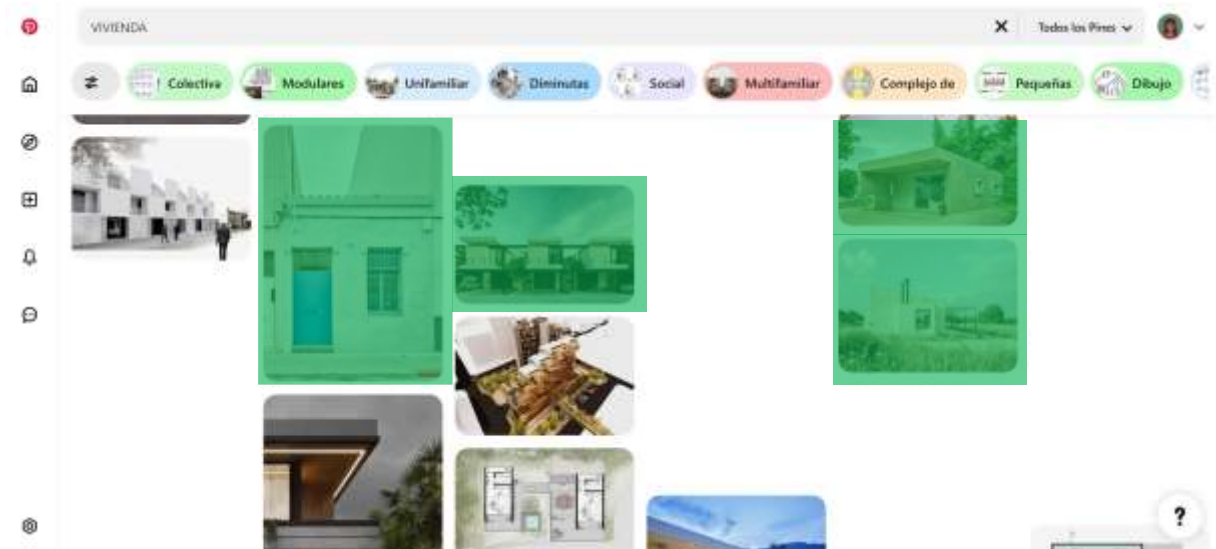 VIVIENDA
Todos los Pines
Colectiva
Modulares
Unifamiliar
Diminutas
Social
Multifamiliar
Complejo de
Pequeñas
Dibujo
?